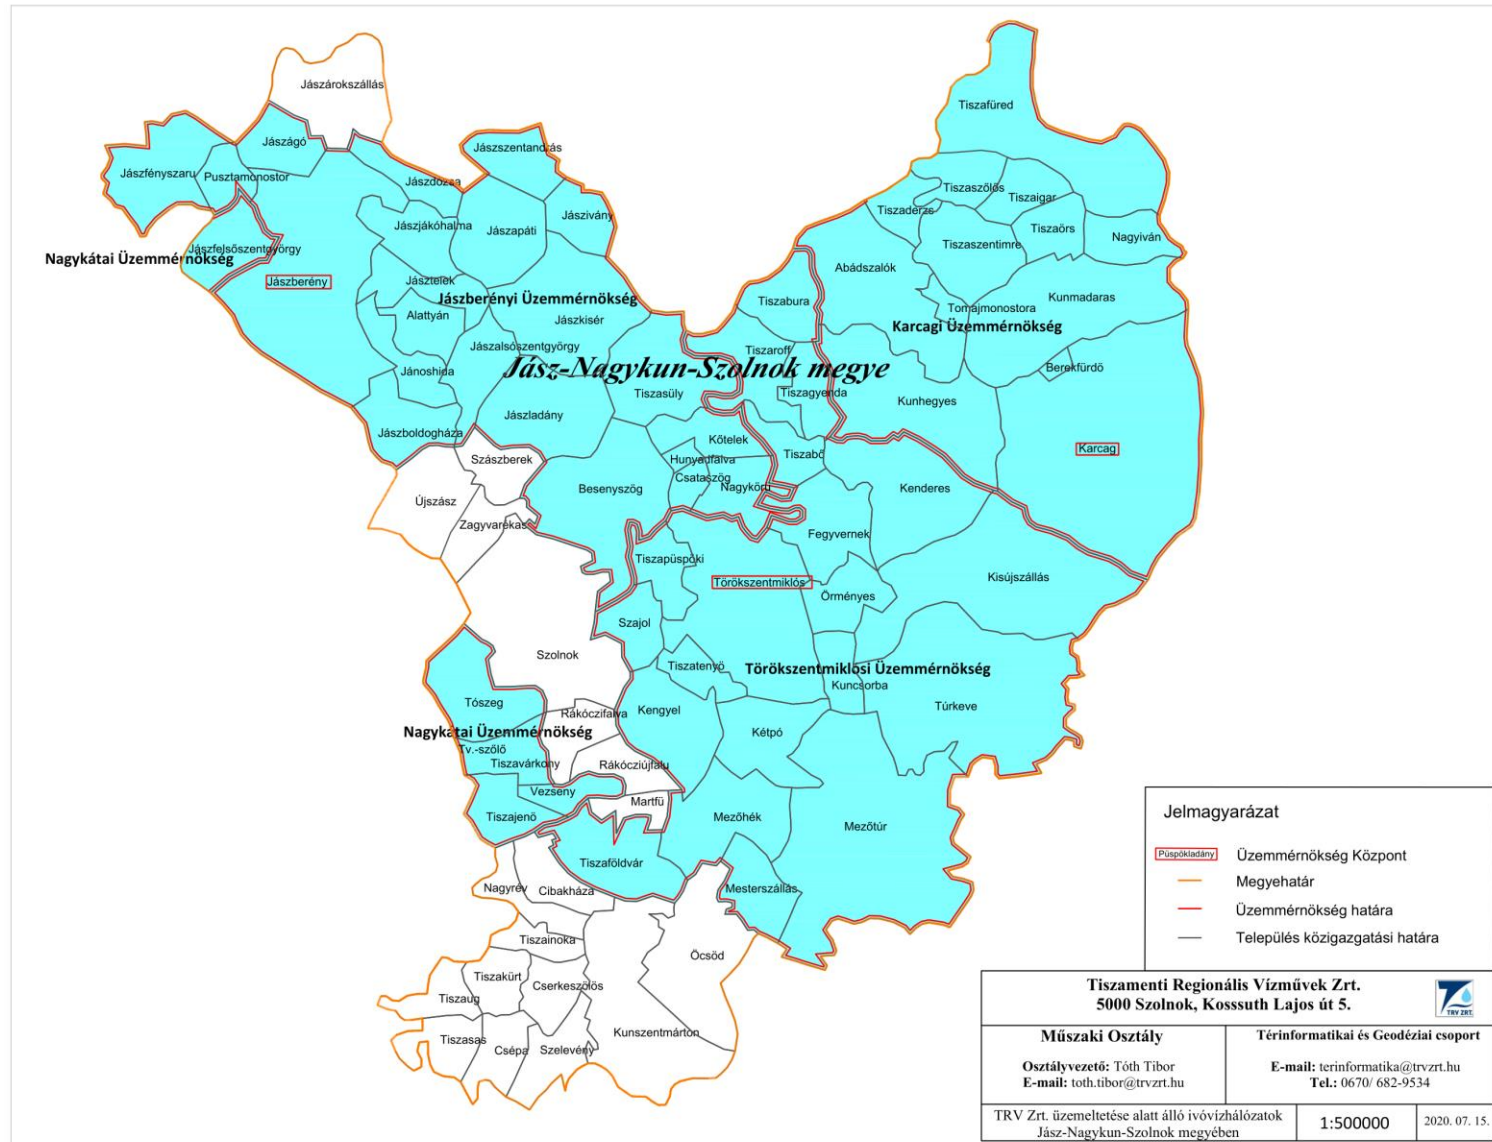 Jászárokszállás
Tiszafüred
Jászágó
Jászszentandrás
Jászfényszaru
Pusztamonostor
Jászdózsa
Tiszaszőlős
Tiszaigar
Tiszaderzs
Jászivány
Jászjákóhalma
Jászapáti
Tiszaörs
Nagyiván
Tiszaszentimre
Jászfelsőszentgyörgy
Nagykátai Üzemmérnökség
Abádszalók
Jászberény
Jásztelek
Jászberényi Üzemmérnökség
Tiszabura
Kunmadaras
Tomajmonostora
Alattyán
Jászkisér
Karcagi Üzemmérnökség
Jászalsószentgyörgy
Tiszaroff
Jász-Nagykun-Szolnok megye
Berekfürdő
Jánoshida
Tiszasüly
Tiszagyenda
Kunhegyes
Jászladány
Jászboldogháza
Kőtelek
Karcag
Szászberek
Hunyadfalva
Tiszabő
Csataszög
Besenyszög
Nagykörű
Kenderes
Újszász
Zagyvarékas
Fegyvernek
Tiszapüspöki
Kisújszállás
Törökszentmiklós
Örményes
Szajol
Szolnok
Tiszatenyő
Törökszentmiklósi Üzemmérnökség
Kuncsorba
Tószeg
Rákóczifalva
Kengyel
Túrkeve
Nagykátai Üzemmérnökség
Kétpó
Tv.-szőlő
Tiszavárkony
Rákócziújfalu
Vezseny
Martfü
Tiszajenő
Mezőhék
Mezőtúr
Tiszaföldvár
Nagyrév
Cibakháza
Mesterszállás
Tiszainoka
Öcsöd
Tiszakürt
Cserkeszőlős
Tiszaug
Kunszentmárton
Tiszasas
Csépa
Szelevény
Jelmagyarázat
Püspökladány
Üzemmérnökség Központ
Megyehatár
Üzemmérnökség határa
Település közigazgatási határa
Tiszamenti Regionális Vízművek Zrt.
5000 Szolnok, Kosssuth Lajos út 5.
TRV ZRT.
Műszaki Osztály
Osztályvezető: Tóth Tibor
E-mail: toth.tibor@trvzrt.hu
Térinformatikai és Geodéziai csoport
E-mail: terinformatika@trvzrt.hu
Tel.: 0670/ 682-9534
TRV Zrt. üzemeltetése alatt álló ivóvízhálózatok
Jász-Nagykun-Szolnok megyében
1:500000
2020. 07. 15.